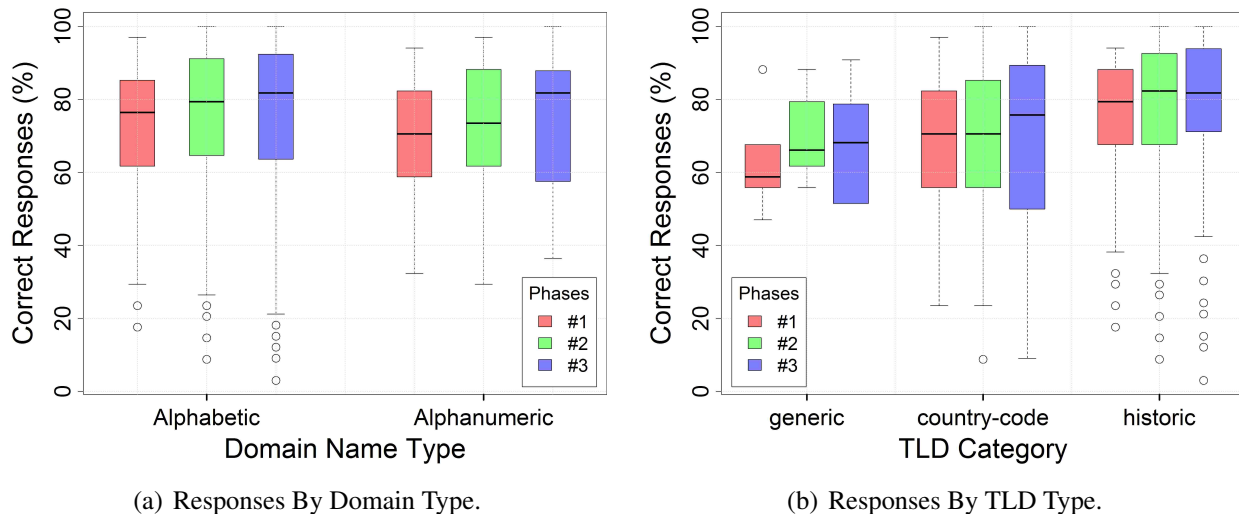 Correct Responses (%)
100
80
60
40
20
0
Phases
#1
#2
#3
Alphabetic
Alphanumeric
Domain Name Type
(a) Responses By Domain Type.
Correct Responses (%)
100
80
60
40
20
0
Phases
#1
#2
#3
generic
country-code
historic
TLD Category
(b) Responses By TLD Type.